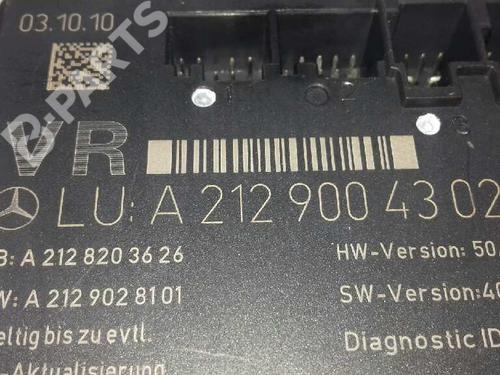 03.10.10
VR
LU: A 212 900 43 02
B: A 212 820 36 26
HW-Version: 50.
W: A 212 902 81 01
SW-Version: 40
eltig bis zu evtl.
Diagnostic ID
-Aktualisierung
B-PARTS